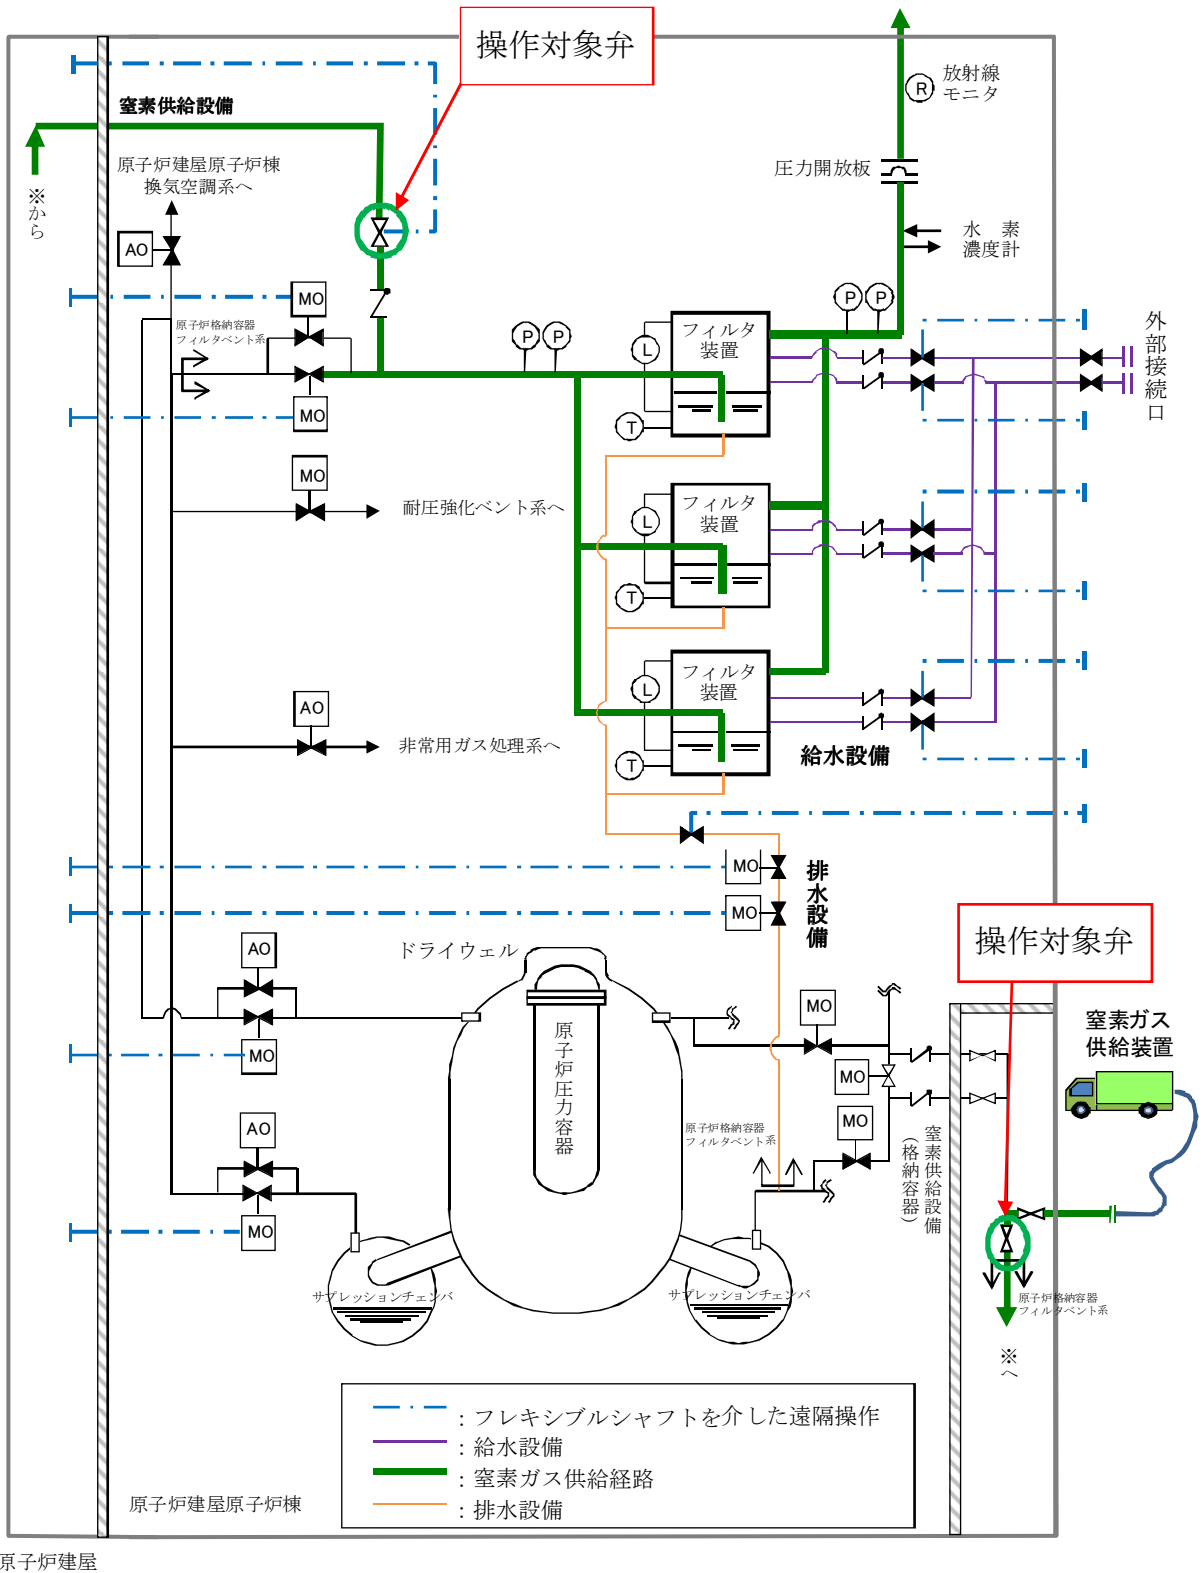 操作対象弁
放射線
モニタ
R
窒素供給設備
圧力開放板
原子炉建屋原子炉棟
換気空調系へ
※から
水 素
濃度計
AO
MO
P P
原子炉格納容器
フィルタベント系
フィルタ
装置
L
P P
外部接続口
MO
T
MO
耐圧強化ベント系へ
フィルタ
装置
L
T
フィルタ
装置
L
AO
非常用ガス処理系へ
T
給水設備
MO
排水設備
MO
操作対象弁
AO
ドライウェル
MO
窒素ガス
供給装置
原子炉圧力容器
MO
MO
AO
MO
原子炉格納容器
フィルタベント系
窒素供給設備
(格納容器)
MO
サプレッションチェンバ
サプレッションチェンバ
原子炉格納容器
フィルタベント系
※へ
:フレキシブルシャフトを介した遠隔操作
:給水設備
:窒素ガス供給経路
:排水設備
原子炉建屋原子炉棟
原子炉建屋